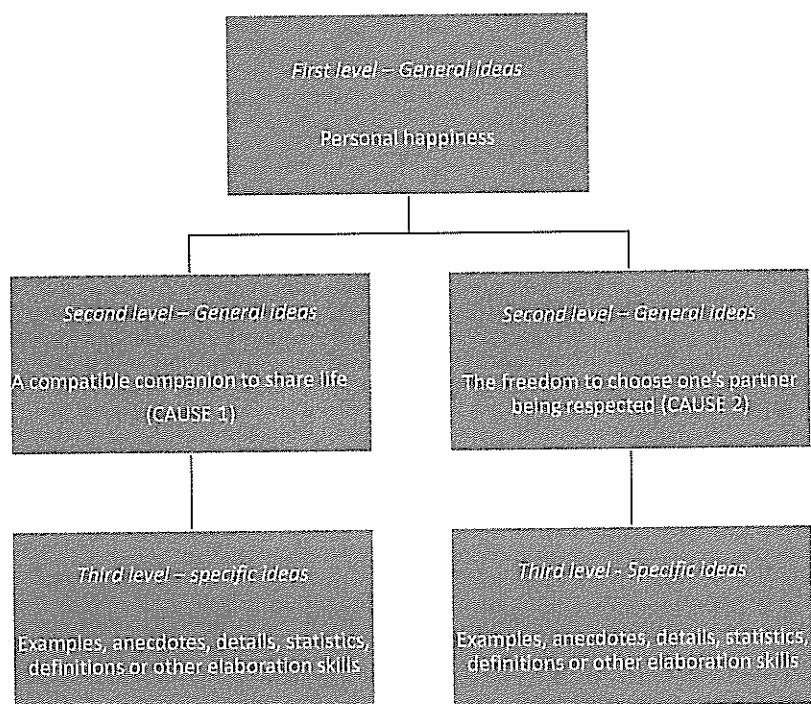 First level – General Ideas
Personal happiness
Second level – General ideas
A compatible companion to share life
(CAUSE 1)
Second level – General ideas
The freedom to choose one's partner
being respected (CAUSE 2)
Third level – specific ideas
Examples, anecdotes, details, statistics,
definitions or other elaboration skills
Third level - Specific ideas
Examples, anecdotes, details, statistics,
definitions or other elaboration skills